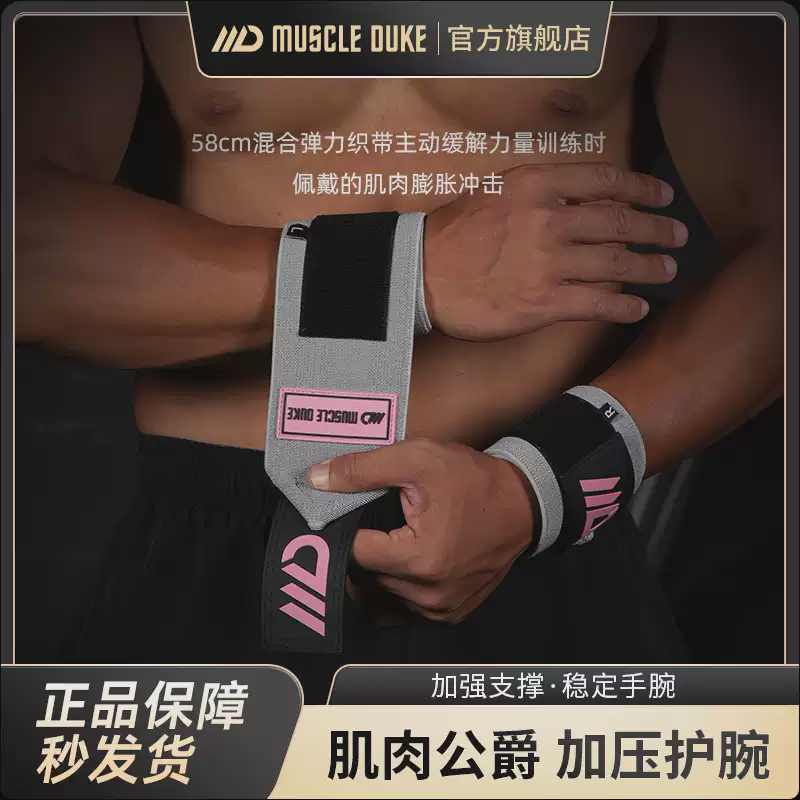 MUSCLE DUKE 官方旗舰店
58cm混合弹力织带主动缓解力量训练时
佩戴的肌肉膨胀冲击
L
MUSCLE DUKE
R
加强支撑·稳定手腕
正品保障
秒发货
肌肉公爵 加压护腕